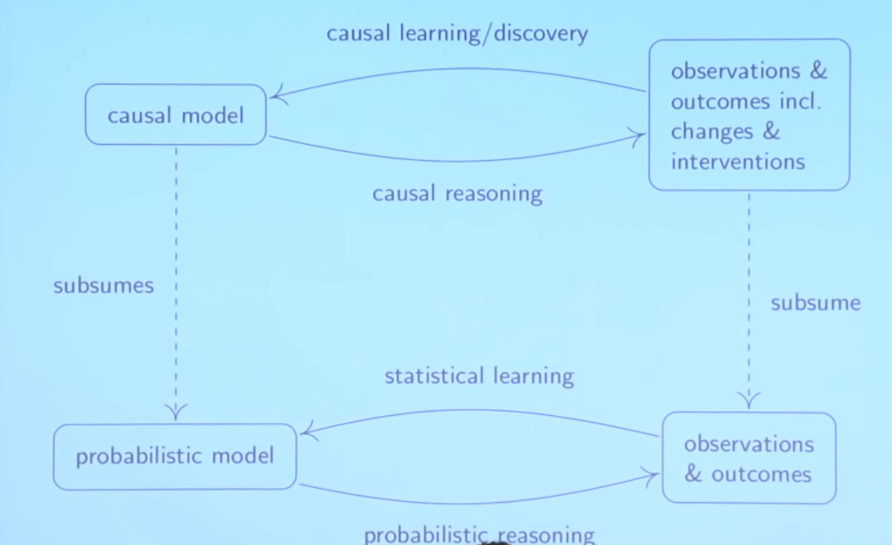 causal learning/discovery
causal model
observations &
outcomes incl.
changes &
interventions
causal reasoning
subsumes
subsume
statistical learning
probabilistic model
observations
& outcomes
probabilistic reasoning